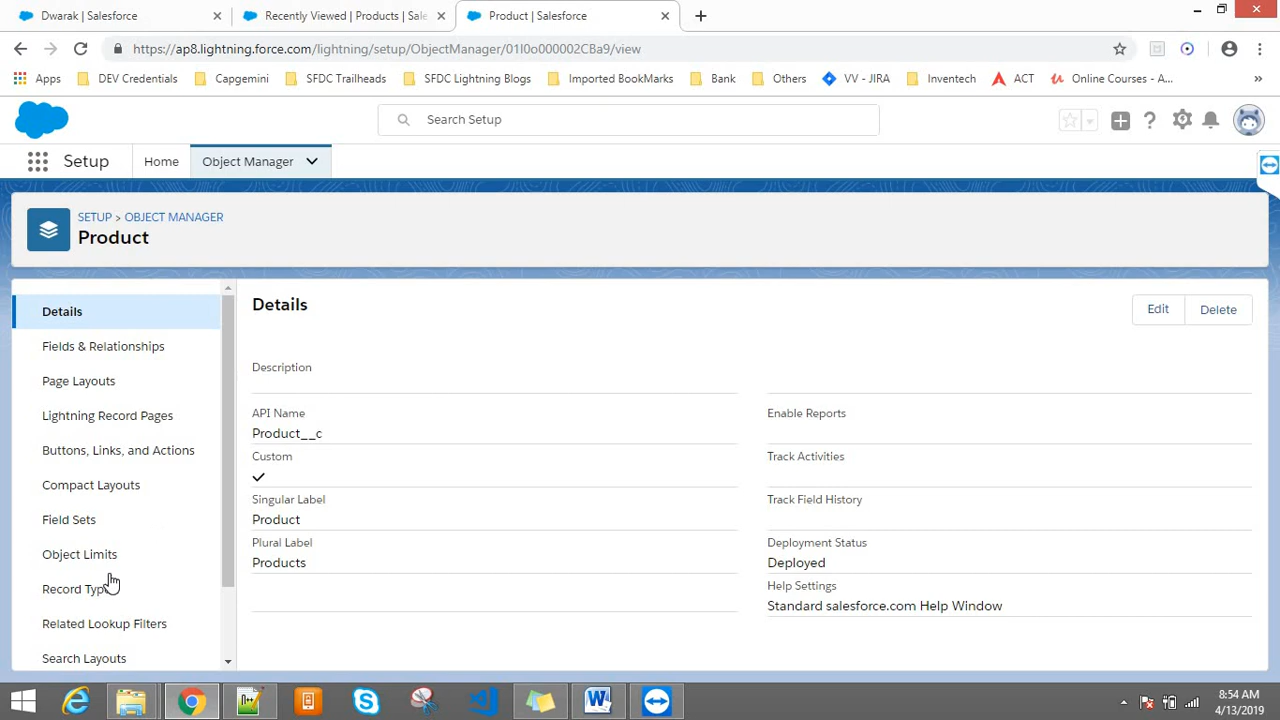 Dwarak | Salesforce
Recently Viewed | Products | Sale
Product | Salesforce
https://ap8.lightning.force.com/lightning/setup/ObjectManager/01I0o000002CBa9/view
Apps DEV Credentials Capgemini SFDC Trailheads SFDC Lightning Blogs Imported BookMarks Bank Others VV - JIRA Inventech ACT Online Courses - A...
Search Setup
Setup Home Object Manager
SETUP > OBJECT MANAGER
Product
Details
Fields & Relationships
Page Layouts
Lightning Record Pages
Buttons, Links, and Actions
Compact Layouts
Field Sets
Object Limits
Record Types
Related Lookup Filters
Search Layouts
Details
Edit Delete
Description
API Name
Product__c
Custom
Singular Label
Product
Plural Label
Products
Enable Reports
Track Activities
Track Field History
Deployment Status
Deployed
Help Settings
Standard salesforce.com Help Window
8:54 AM
4/13/2019